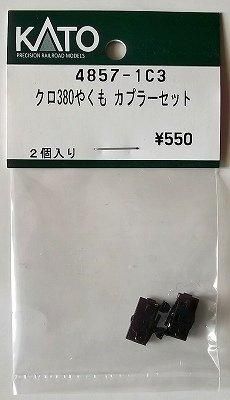 KATO
PRECISION RAILROAD MODELS
4857-1C3
クロ380やくも カプラーセット
¥550
2個入り